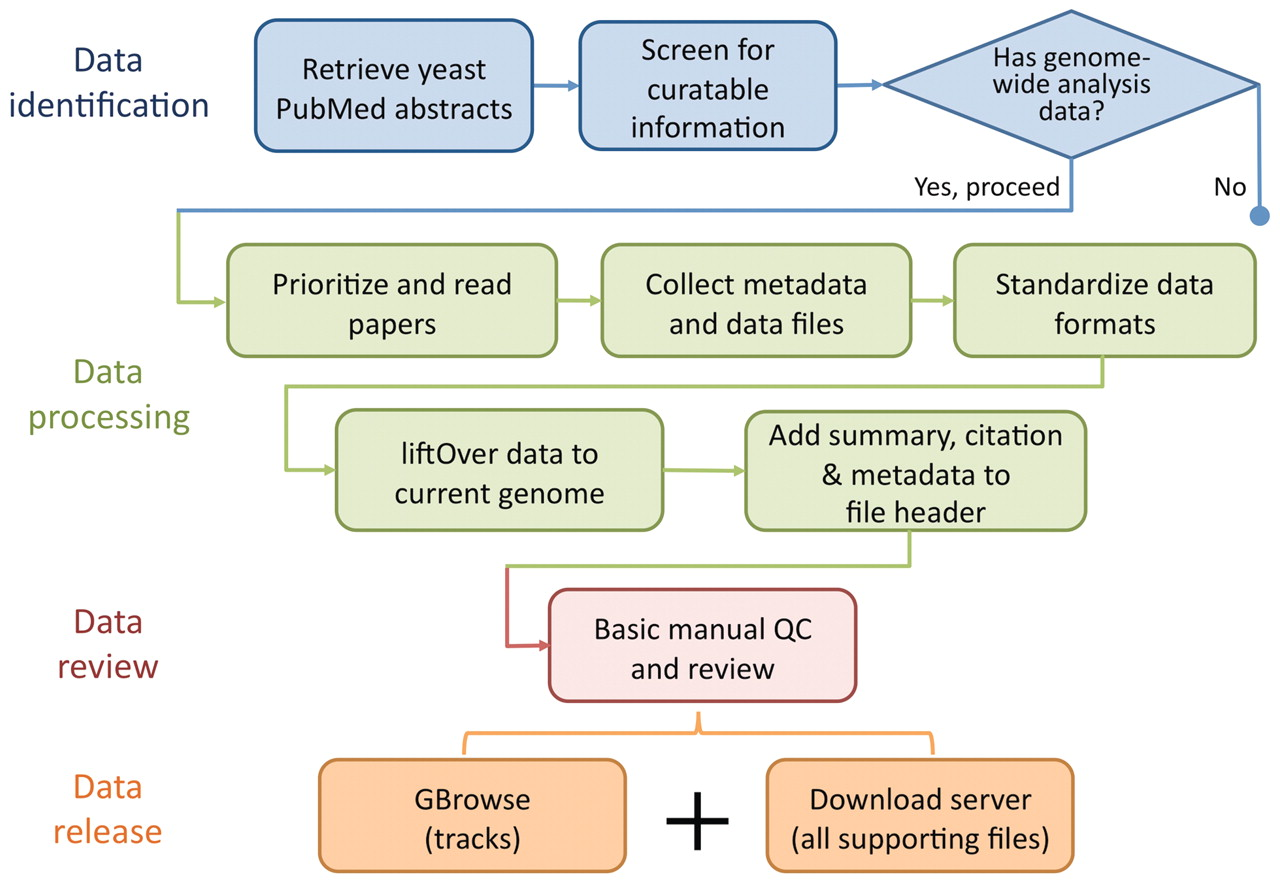 Data
identification
Retrieve yeast
PubMed abstracts
Screen for
curatable
information
Has genome-
wide analysis
data?
Yes, proceed
No
Data
processing
Prioritize and read
papers
Collect metadata
and data files
Standardize data
formats
liftOver data to
current genome
Add summary, citation
& metadata to
file header
Data
review
Basic manual QC
and review
Data
release
GBrowse
(tracks)
+
Download server
(all supporting files)